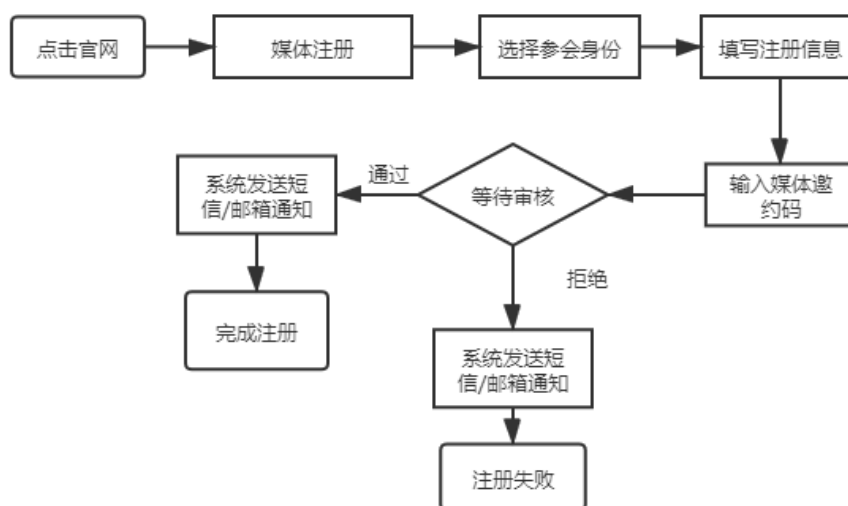 点击官网
媒体注册
选择参会身份
填写注册信息
系统发送短
信/邮箱通知
通过
等待审核
输入媒体邀
约码
拒绝
完成注册
系统发送短
信/邮箱通知
注册失败